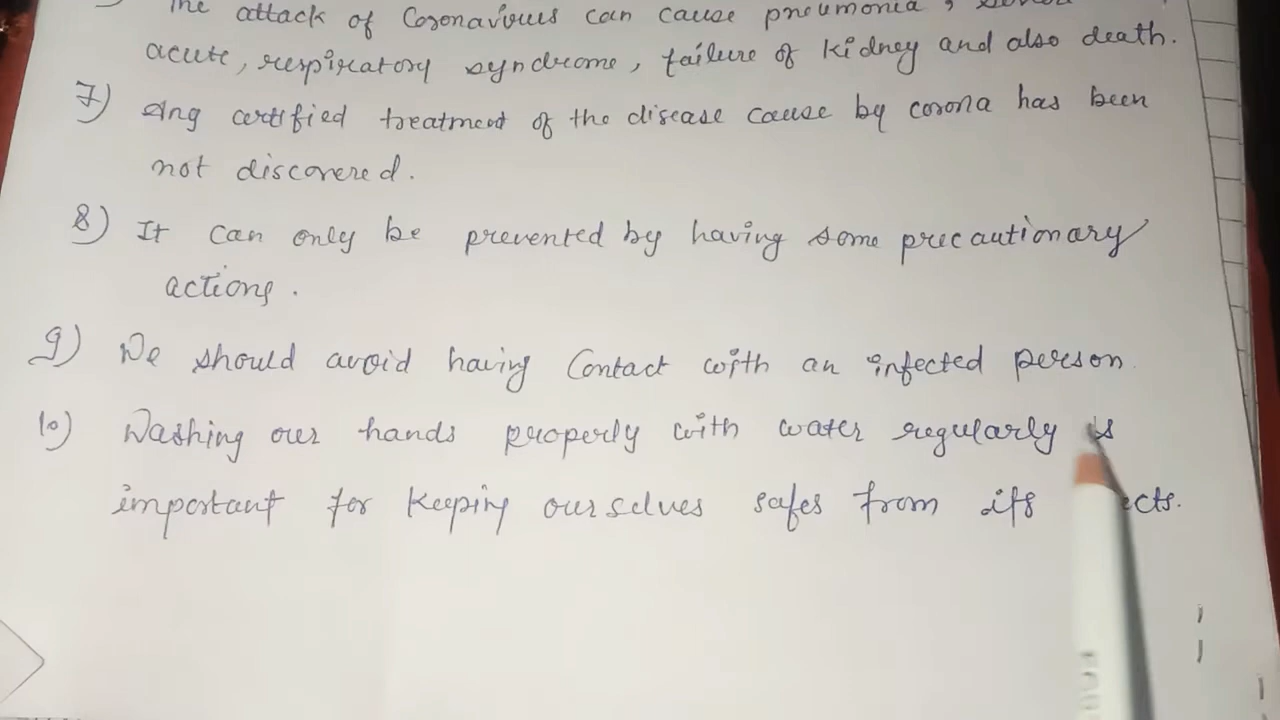 The attack of Coronavirus can cause pneumonia,
acute, respiratory syndrome, failure of kidney and also death.
7) Any certified treatment of the disease cause by corona has been
not discovered.
8) It can only be prevented by having some precautionary
actions.
9) We should avoid having Contact with an infected person.
10) Washing our hands properly with water regularly is
important for keeping ourselves safes from its